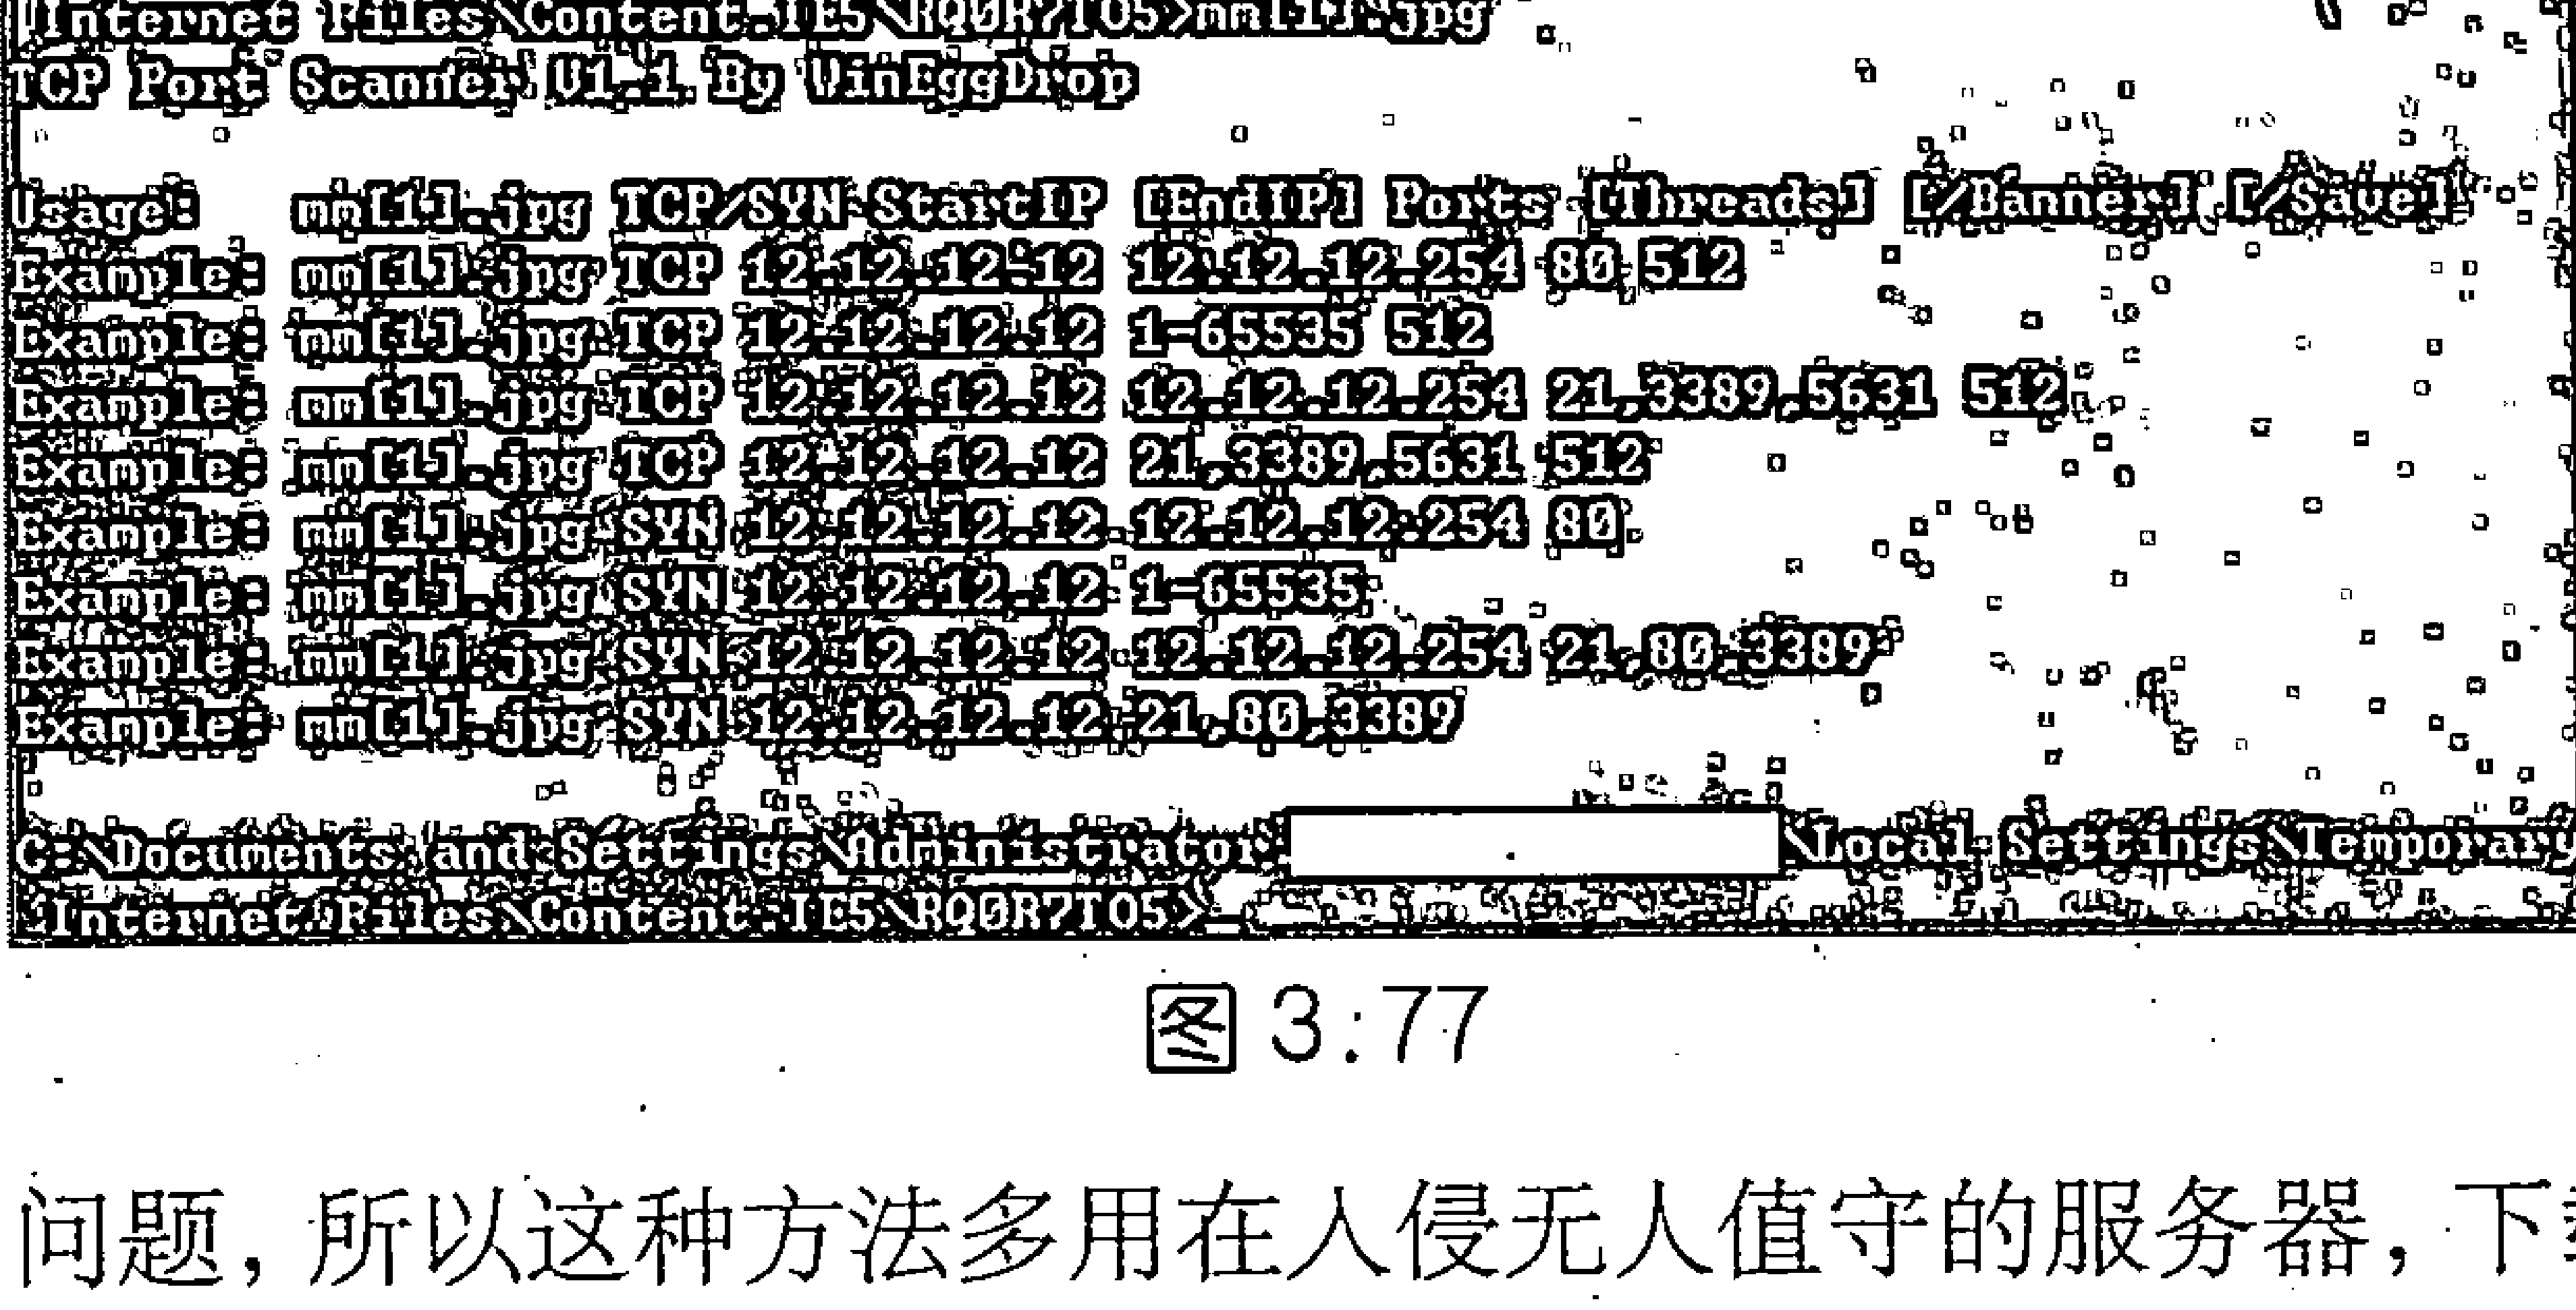 Internet Files\Content.IE5\RQ0R7TO5>mm[1].jpg
TCP Port Scanner V1.1 By WinEggDrop
Usage: mm[1].jpg TCP/SYN StartIP [EndIP] Ports [Threads] [/Banner] [/Save]
Example: mm[1].jpg TCP 12.12.12.12 12.12.12.254 80 512
Example: mm[1].jpg TCP 12.12.12.12 1-65535 512
Example: mm[1].jpg TCP 12.12.12.12 12.12.12.254 21,3389,5631 512
Example: mm[1].jpg TCP 12.12.12.12 21,3389,5631 512
Example: mm[1].jpg SYN 12.12.12.12 12.12.12.254 80
Example: mm[1].jpg SYN 12.12.12.12 1-65535
Example: mm[1].jpg SYN 12.12.12.12 12.12.12.254 21,80,3389
Example: mm[1].jpg SYN 12.12.12.12 21,80,3389
C:\Documents and Settings\Administrator \Local Settings\Temporary
Internet Files\Content.IE5\RQ0R7TO5>_
图 3.77
问题，所以这种方法多用在入侵无人值守的服务器，下